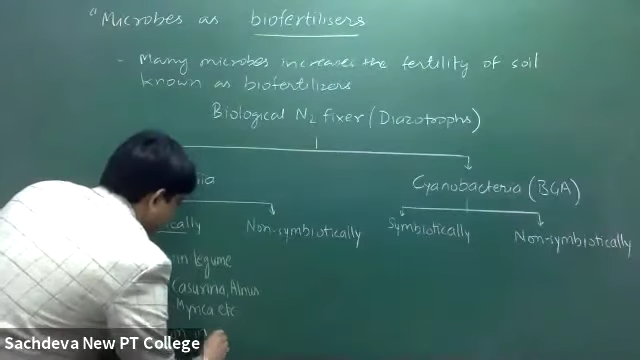 "Microbes as biofertilisers
- Many microbes increases the fertility of soil
known as biofertilizers
Biological N2 fixer (Diazotrophs)
Cyanobacteria (BGA)
Non-symbiotically
Symbiotically
Non-symbiotically
legume
Casurina, Alnus
Myrica etc
Sachdeva New PT College